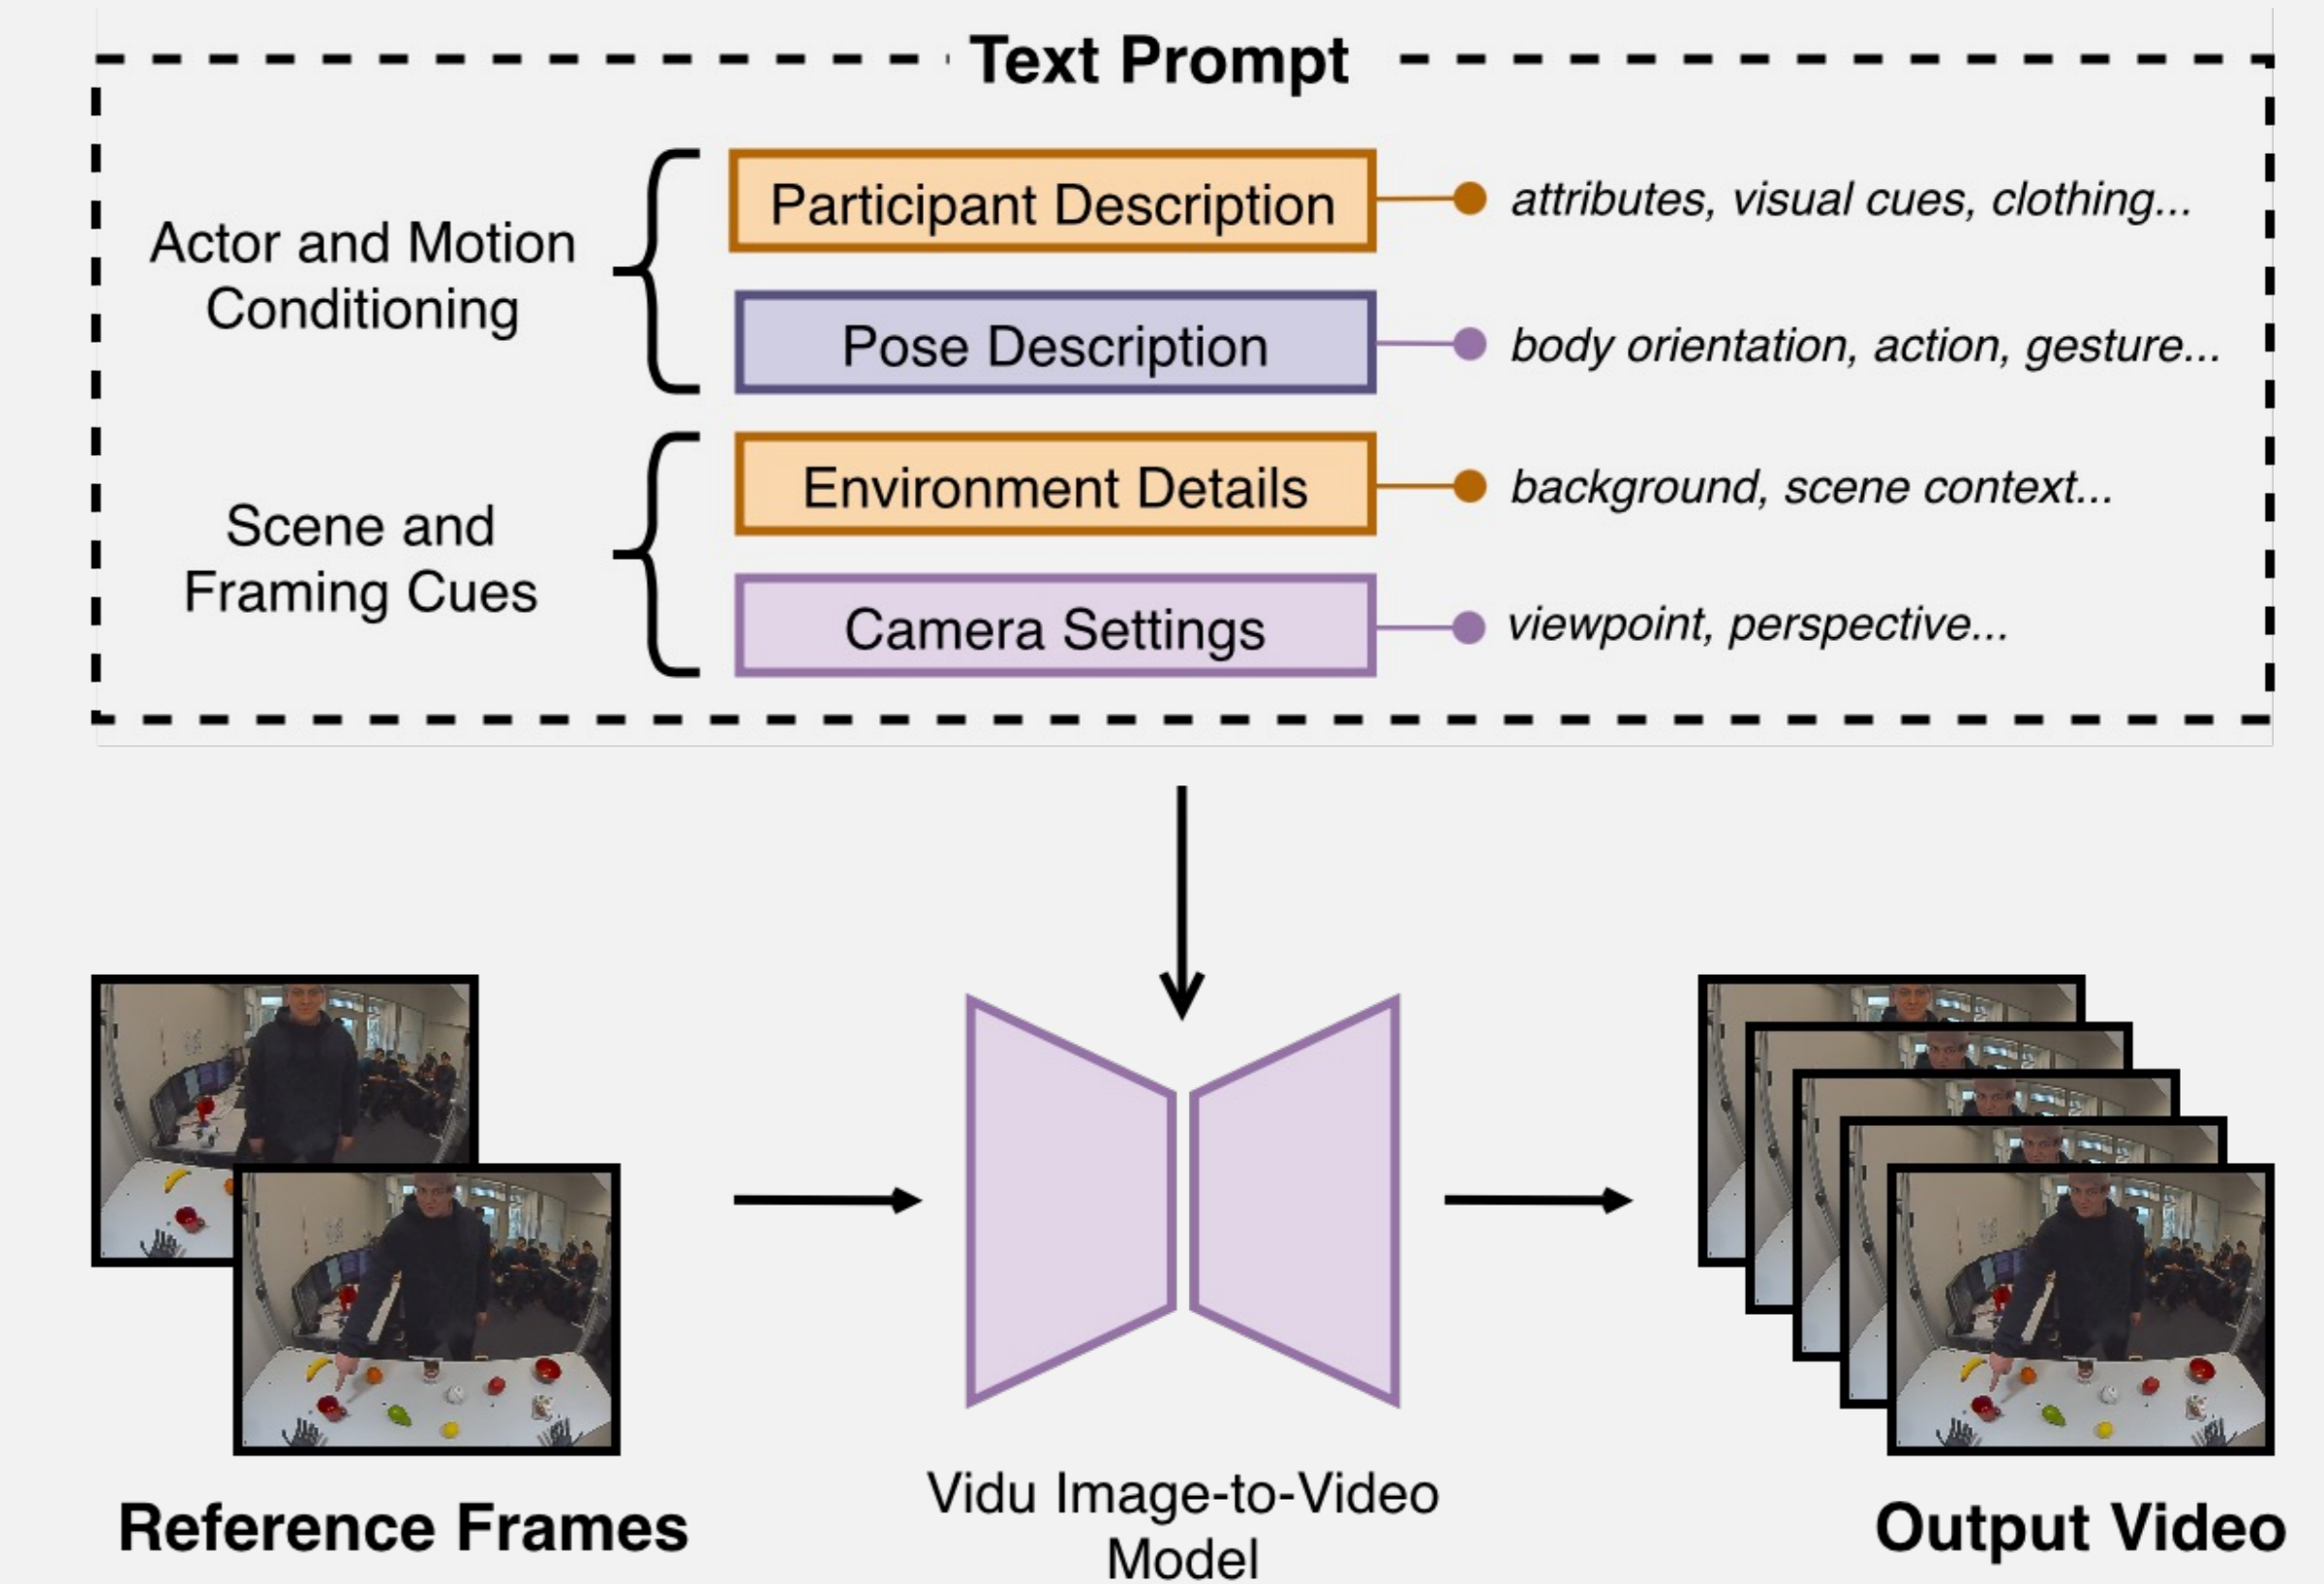 Text Prompt
Actor and Motion
Conditioning
Participant Description
attributes, visual cues, clothing...
Pose Description
body orientation, action, gesture...
Scene and
Framing Cues
Environment Details
background, scene context...
Camera Settings
viewpoint, perspective...
Reference Frames
Vidu Image-to-Video
Model
Output Video